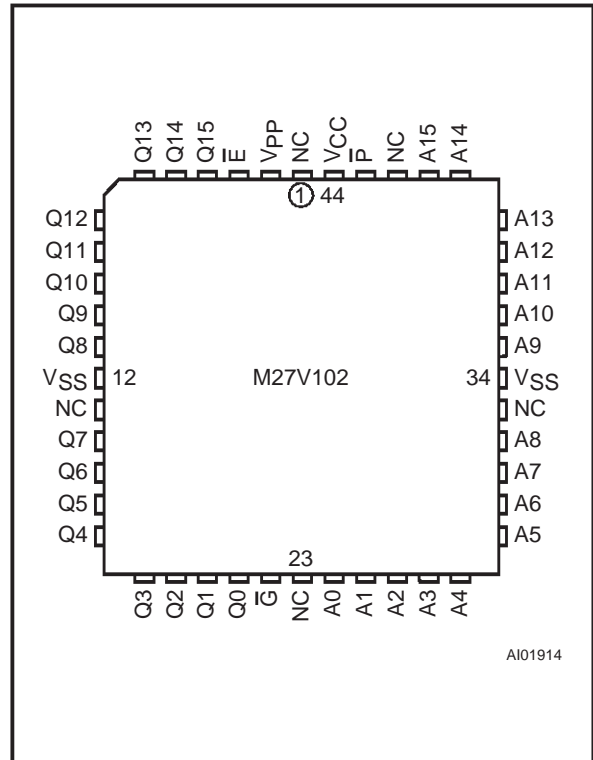 Q13 Q14 Q15 E̅ VPP NC VCC P̅ NC A15 A14
1 44
Q12 A13
Q11 A12
Q10 A11
Q9 A10
Q8 A9
VSS 12 M27V102 34 VSS
NC NC
Q7 A8
Q6 A7
Q5 A6
Q4 A5
23
Q3 Q2 Q1 Q0 G̅ NC A0 A1 A2 A3 A4
AI01914